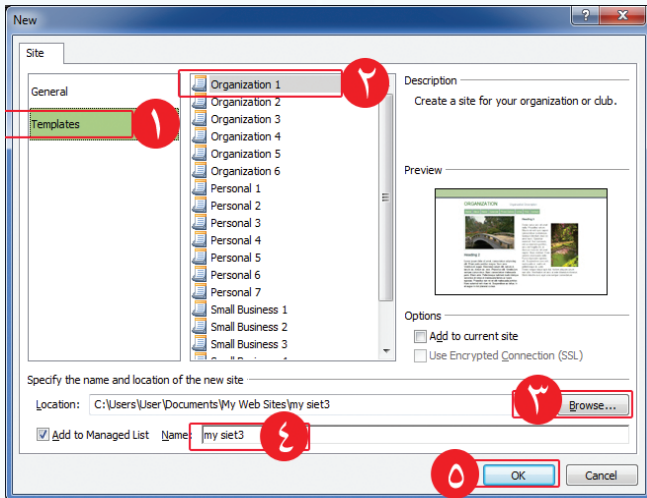 New
Site
General
Templates
١
Organization 1
٢
Organization 2
Organization 3
Organization 4
Organization 5
Organization 6
Personal 1
Personal 2
Personal 3
Personal 4
Personal 5
Personal 6
Personal 7
Small Business 1
Small Business 2
Small Business 3
Description
Create a site for your organization or club.
Preview
ORGANIZATION
Heading 2
Options
Add to current site
Use Encrypted Connection (SSL)
Specify the name and location of the new site
Location: C:\Users\User\Documents\My Web Sites\my siet3
٣
Browse...
Add to Managed List Name: my siet3
٤
٥
OK
Cancel